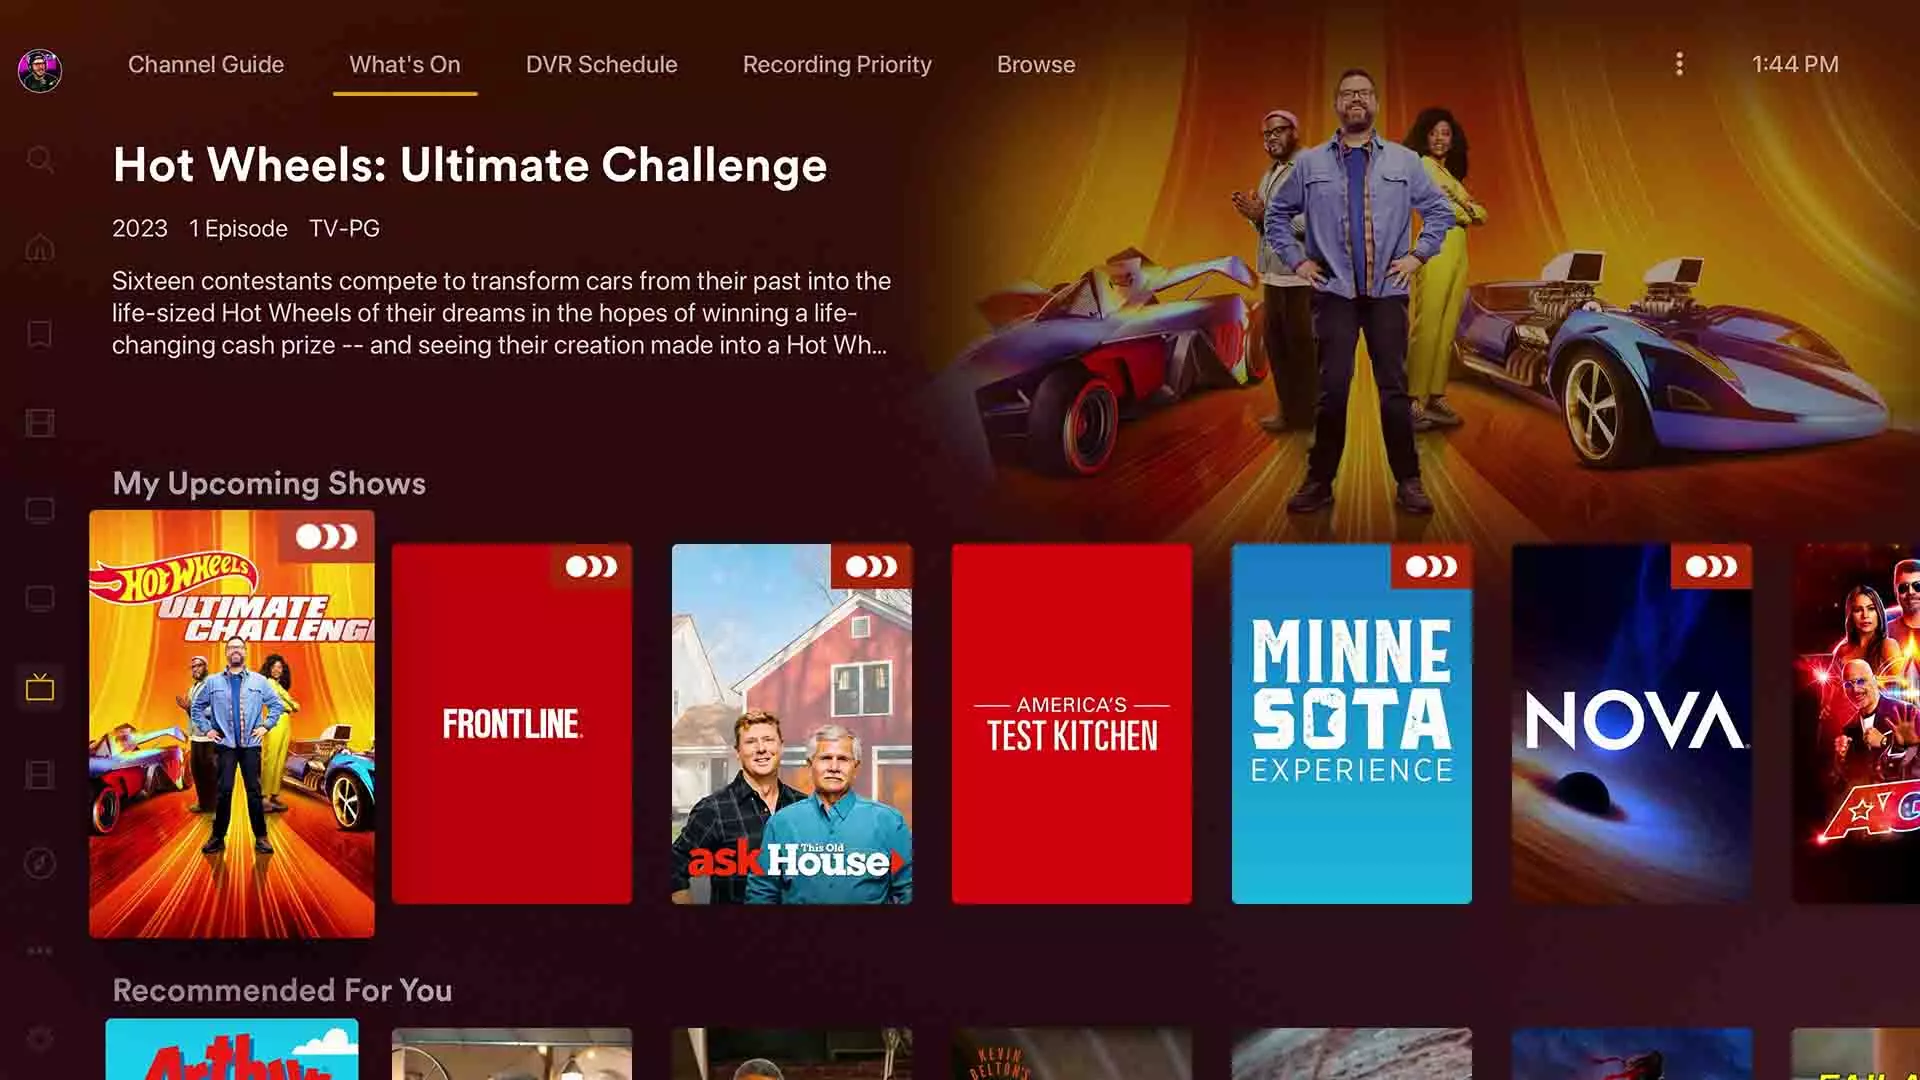 Channel Guide
What's On
DVR Schedule
Recording Priority
Browse
1:44 PM
Hot Wheels: Ultimate Challenge
2023 1 Episode TV-PG
Sixteen contestants compete to transform cars from their past into the
life-sized Hot Wheels of their dreams in the hopes of winning a life-
changing cash prize -- and seeing their creation made into a Hot Wh...
My Upcoming Shows
HOT WHEELS
ULTIMATE
CHALLENGE
FRONTLINE
ask This Old House
AMERICA'S
TEST KITCHEN
MINNE
SOTA
EXPERIENCE
NOVA
AG
Recommended For You
Arthur
KEVIN
BELTON'S